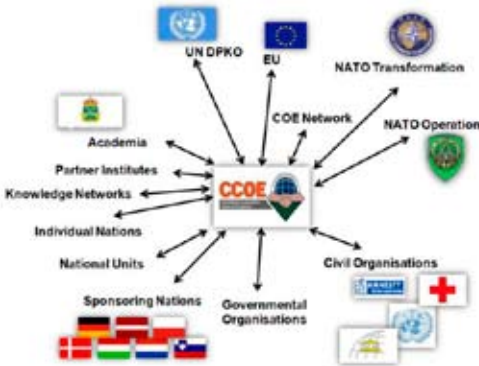 UN DPKO
EU
NATO Transformation
COE Network
NATO Operation
Academia
Partner Institutes
Knowledge Networks
CCOE
Individual Nations
National Units
Civil Organisations
Sponsoring Nations
Governmental
Organisations